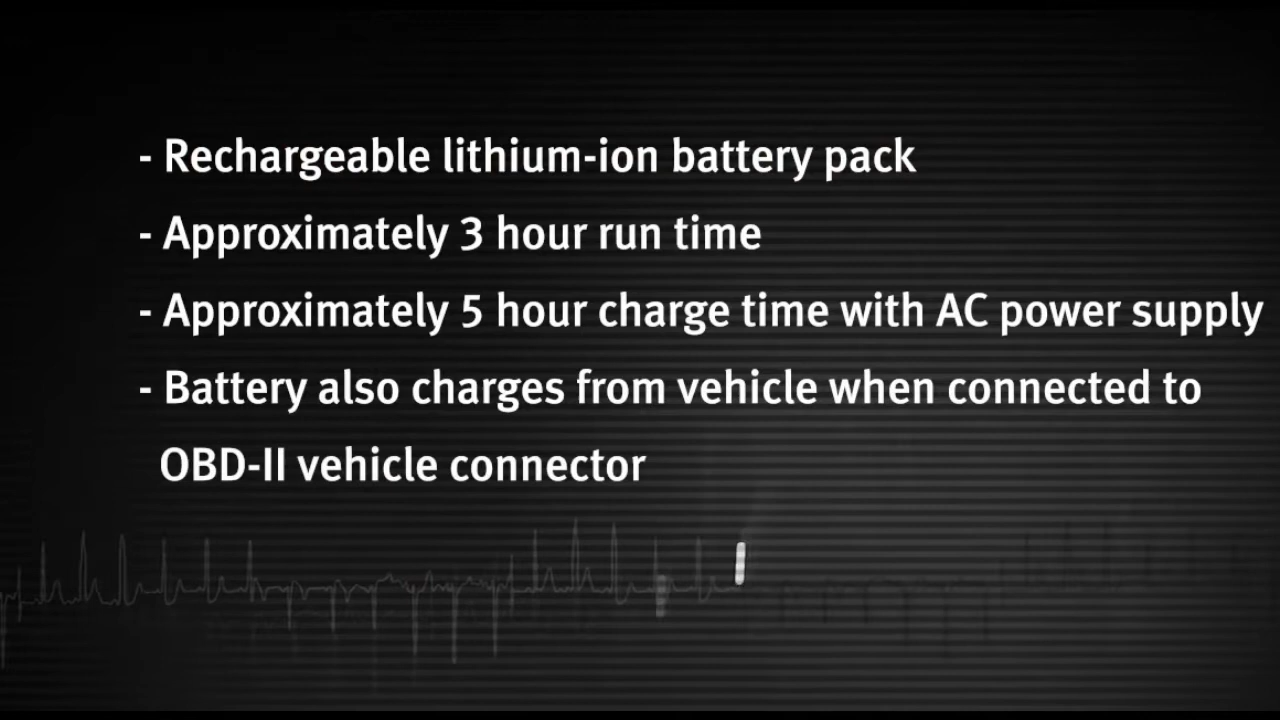 - Rechargeable lithium-ion battery pack
- Approximately 3 hour run time
- Approximately 5 hour charge time with AC power supply
- Battery also charges from vehicle when connected to
OBD-II vehicle connector